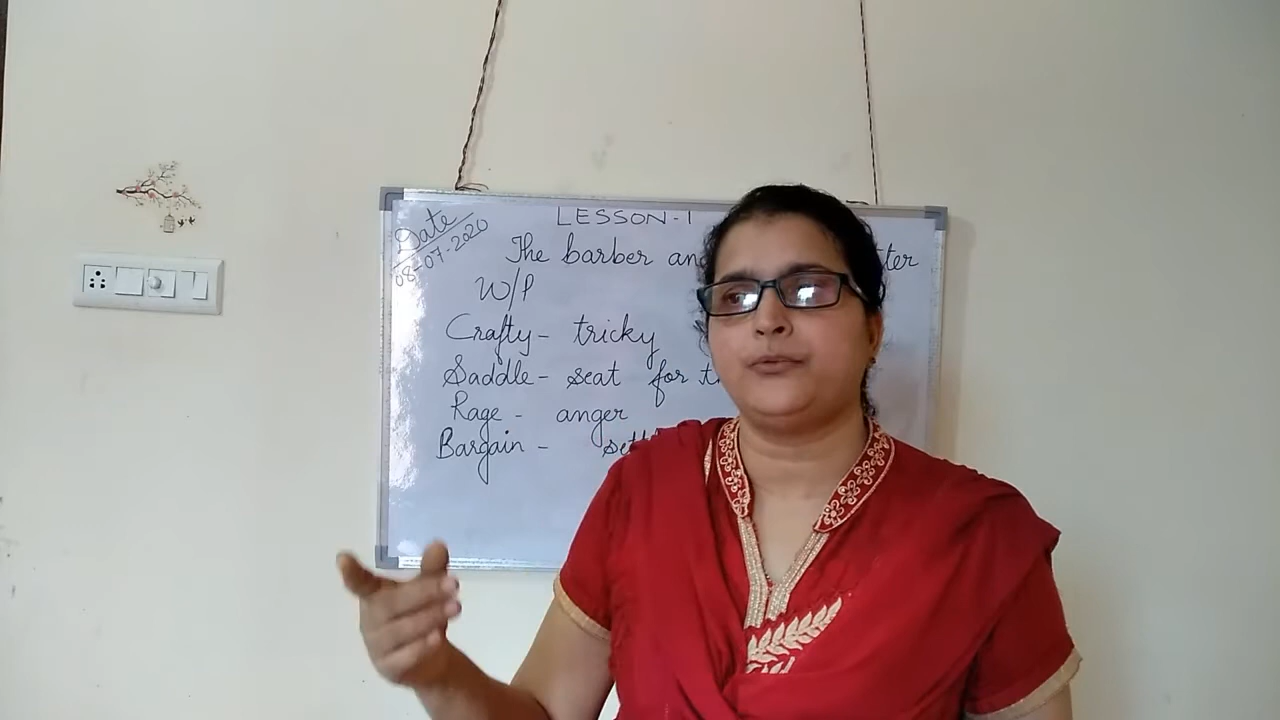 Date
08-07-2020
LESSON-1
The barber and
W/P
Crafty - tricky
Saddle - seat for
Rage - anger
Bargain -